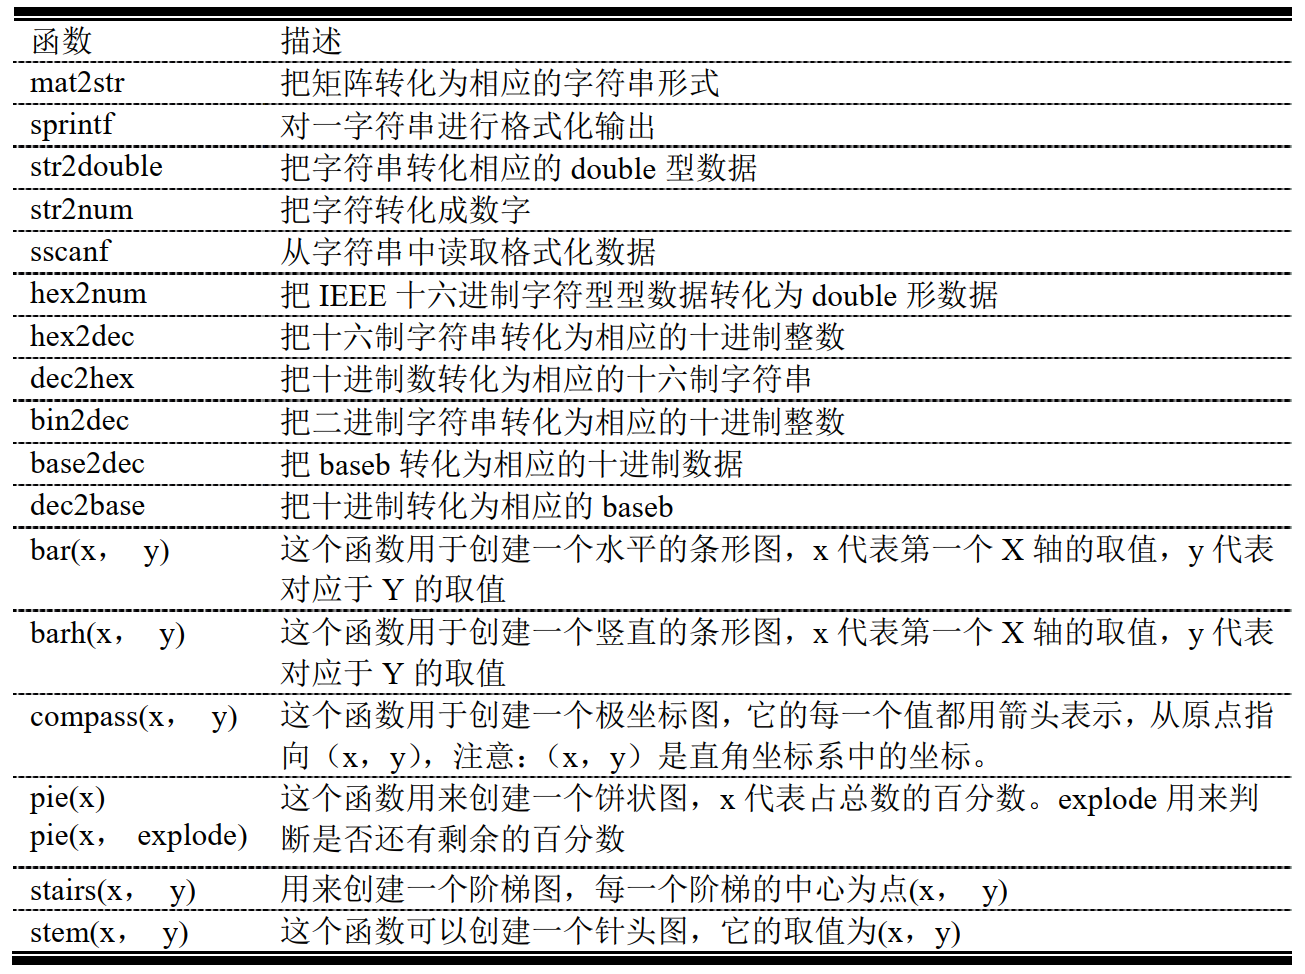 函数 描述
mat2str 把矩阵转化为相应的字符串形式
sprintf 对一字符串进行格式化输出
str2double 把字符串转化相应的 double 型数据
str2num 把字符转化成数字
sscanf 从字符串中读取格式化数据
hex2num 把 IEEE 十六进制字符型型数据转化为 double 形数据
hex2dec 把十六制字符串转化为相应的十进制整数
dec2hex 把十进制数转化为相应的十六制字符串
bin2dec 把二进制字符串转化为相应的十进制整数
base2dec 把 baseb 转化为相应的十进制数据
dec2base 把十进制转化为相应的 baseb
bar(x， y) 这个函数用于创建一个水平的条形图，x 代表第一个 X 轴的取值，y 代表
对应于 Y 的取值
barh(x， y) 这个函数用于创建一个竖直的条形图，x 代表第一个 X 轴的取值，y 代表
对应于 Y 的取值
compass(x， y) 这个函数用于创建一个极坐标图，它的每一个值都用箭头表示，从原点指
向（x，y），注意：（x，y）是直角坐标系中的坐标。
pie(x) 这个函数用来创建一个饼状图，x 代表占总数的百分数。explode 用来判
pie(x， explode) 断是否还有剩余的百分数
stairs(x， y) 用来创建一个阶梯图，每一个阶梯的中心为点(x， y)
stem(x， y) 这个函数可以创建一个针头图，它的取值为(x，y)